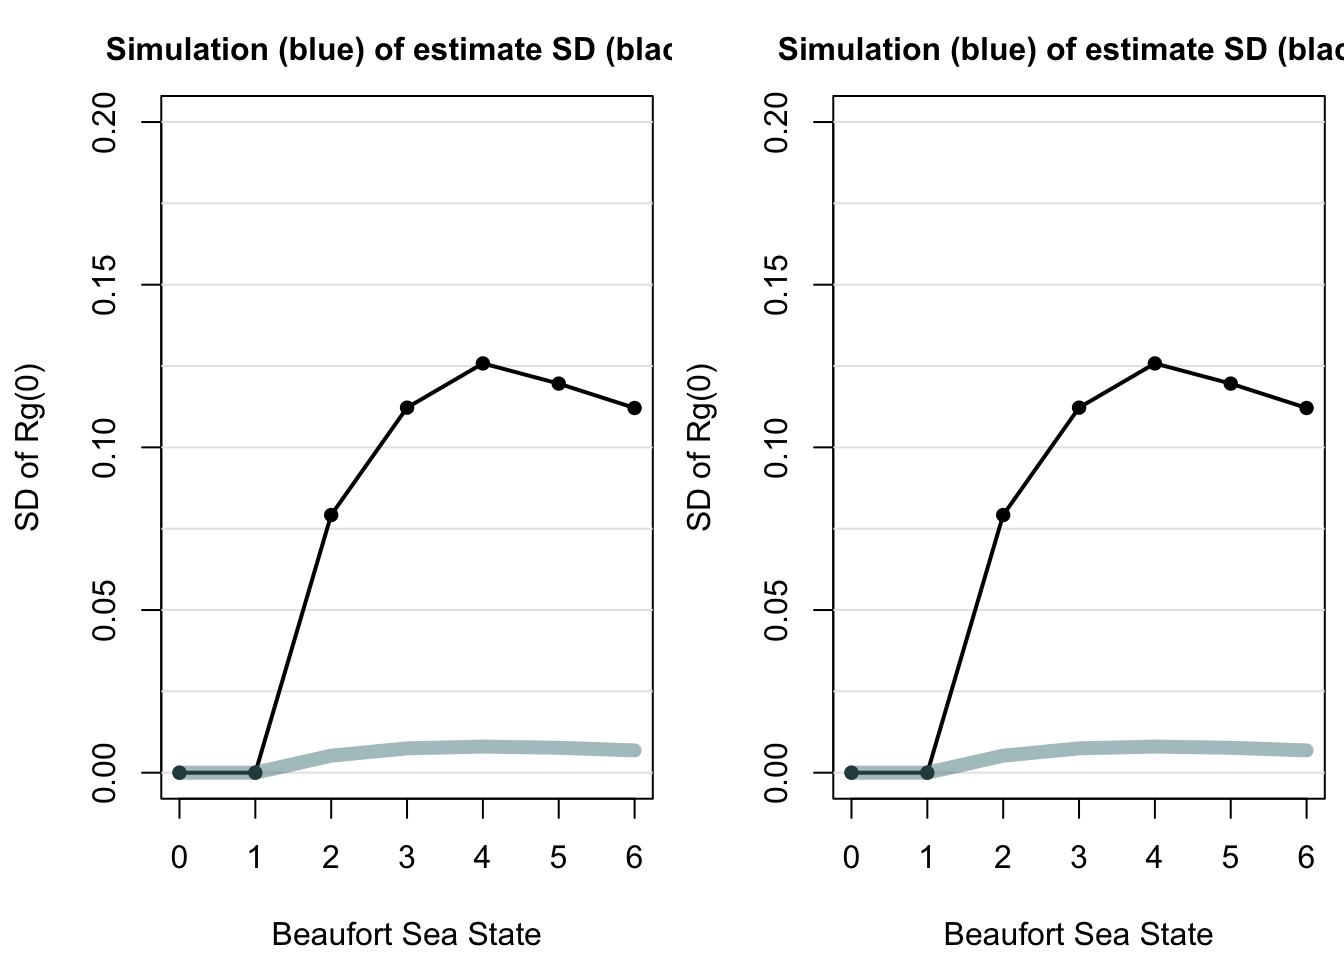 Simulation (blue) of estimate SD (blac
SD of Rg(0)
0.20
0.15
0.10
0.05
0.00
0 1 2 3 4 5 6
Beaufort Sea State
Simulation (blue) of estimate SD (blac
SD of Rg(0)
0.20
0.15
0.10
0.05
0.00
0 1 2 3 4 5 6
Beaufort Sea State